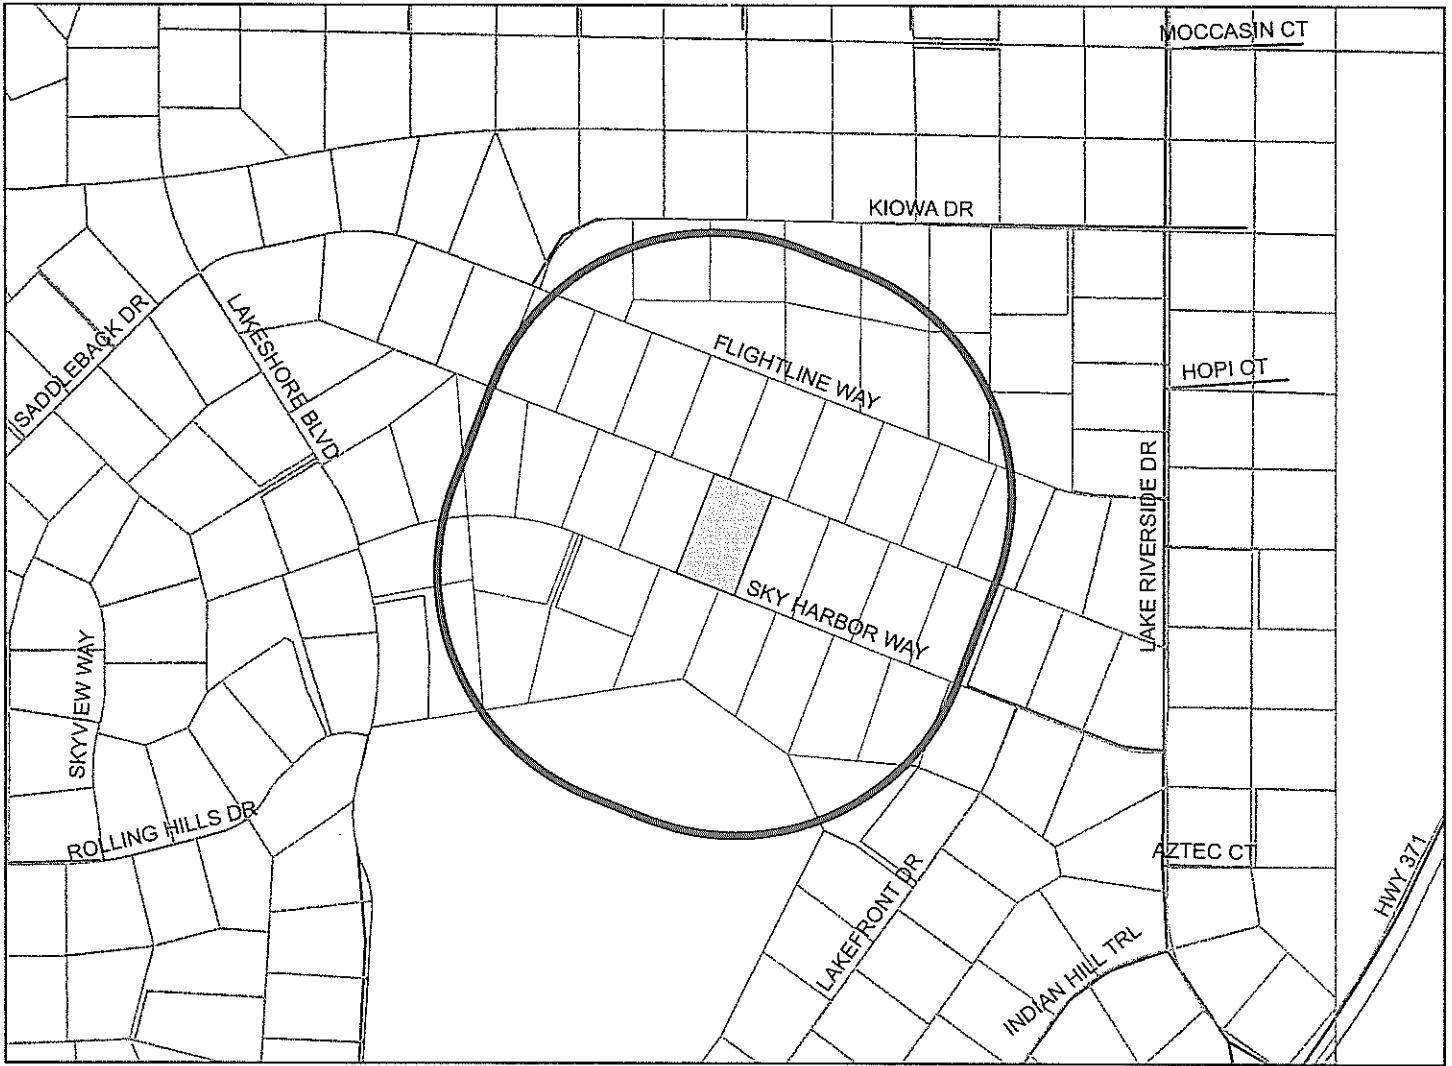 MOCCASIN CT
KIOWA DR
LAKESHORE BLVD
SADDLEBACK DR
FLIGHTLINE WAY
HOPI CT
LAKE RIVERSIDE DR
SKY HARBOR WAY
SKYVIEW WAY
ROLLING HILLS DR
AZTEC CT
HWY 371
LAKEFRONT DR
INDIAN HILL TRL